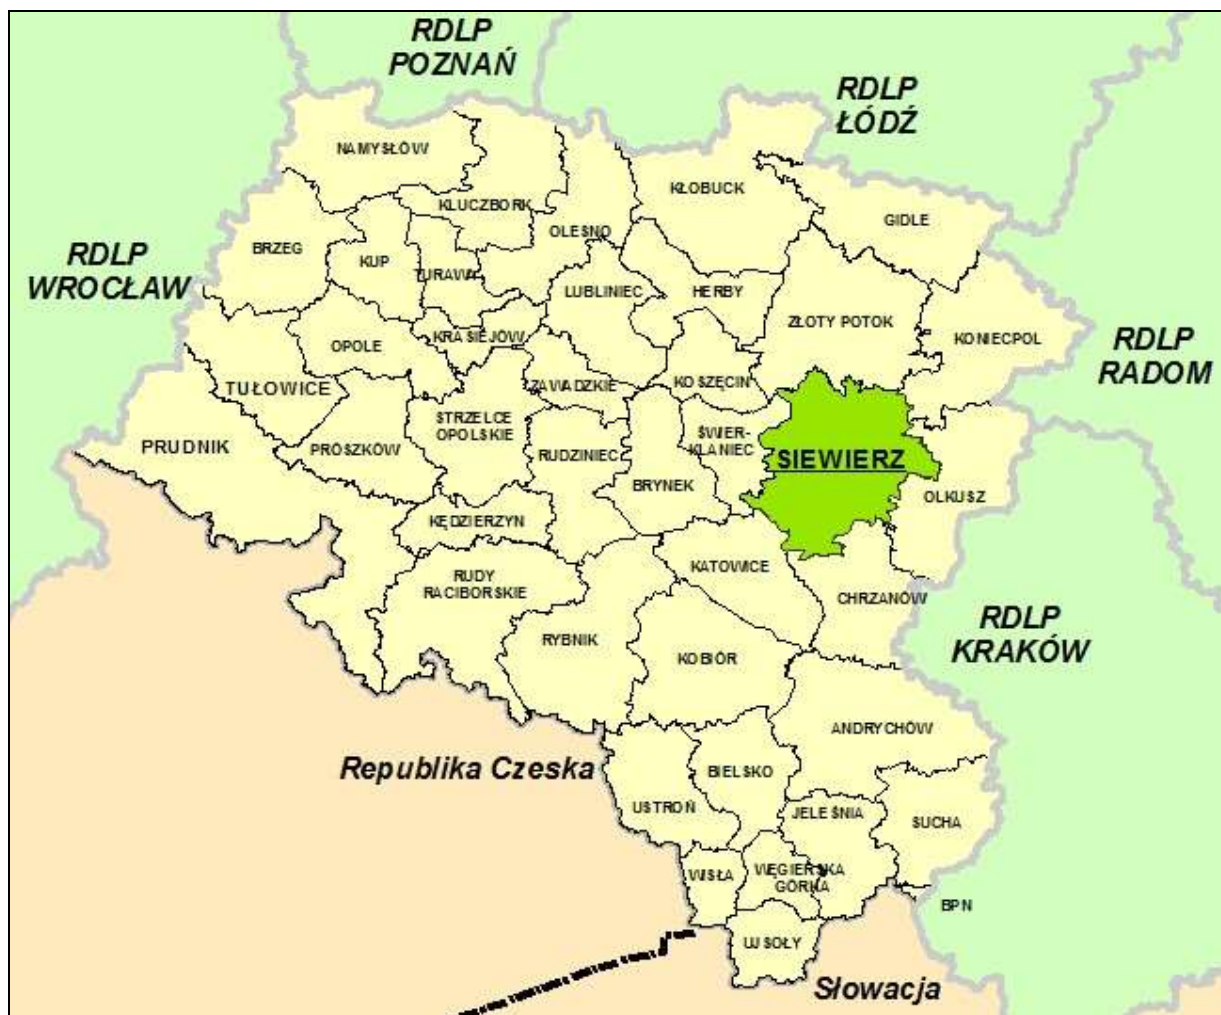 RDLP
POZNAŃ
RDLP
ŁÓDŹ
NAMYSŁÓW
KŁOBUCK
KLUCZBORK
GIDLE
OLESNO
BRZEG
RDLP
WROCŁAW
KUP
TURAWA
LUBLINIEC
HERBY
ZŁOTY POTOK
KONIECPOL
RDLP
RADOM
OPOLE
KRASIEJÓW
TUŁOWICE
ZAWADZKIE
KOSZĘCIN
STRZELCE
OPOLSKIE
ŚWIER-
KLANIEC
PRUDNIK
PRÓSZKÓW
RUDZINIEC
BRYNEK
SIEWIERZ
OLKUSZ
KĘDZIERZYN
KATOWICE
RUDY
RACIBORSKIE
CHRZANÓW
RDLP
KRAKÓW
RYBNIK
KOBIÓR
ANDRYCHÓW
Republika Czeska
BIELSKO
USTROŃ
JELEŚNIA
SUCHA
WISŁA
WĘGIERSKA
GÓRKA
BPN
UJSOŁY
Słowacja